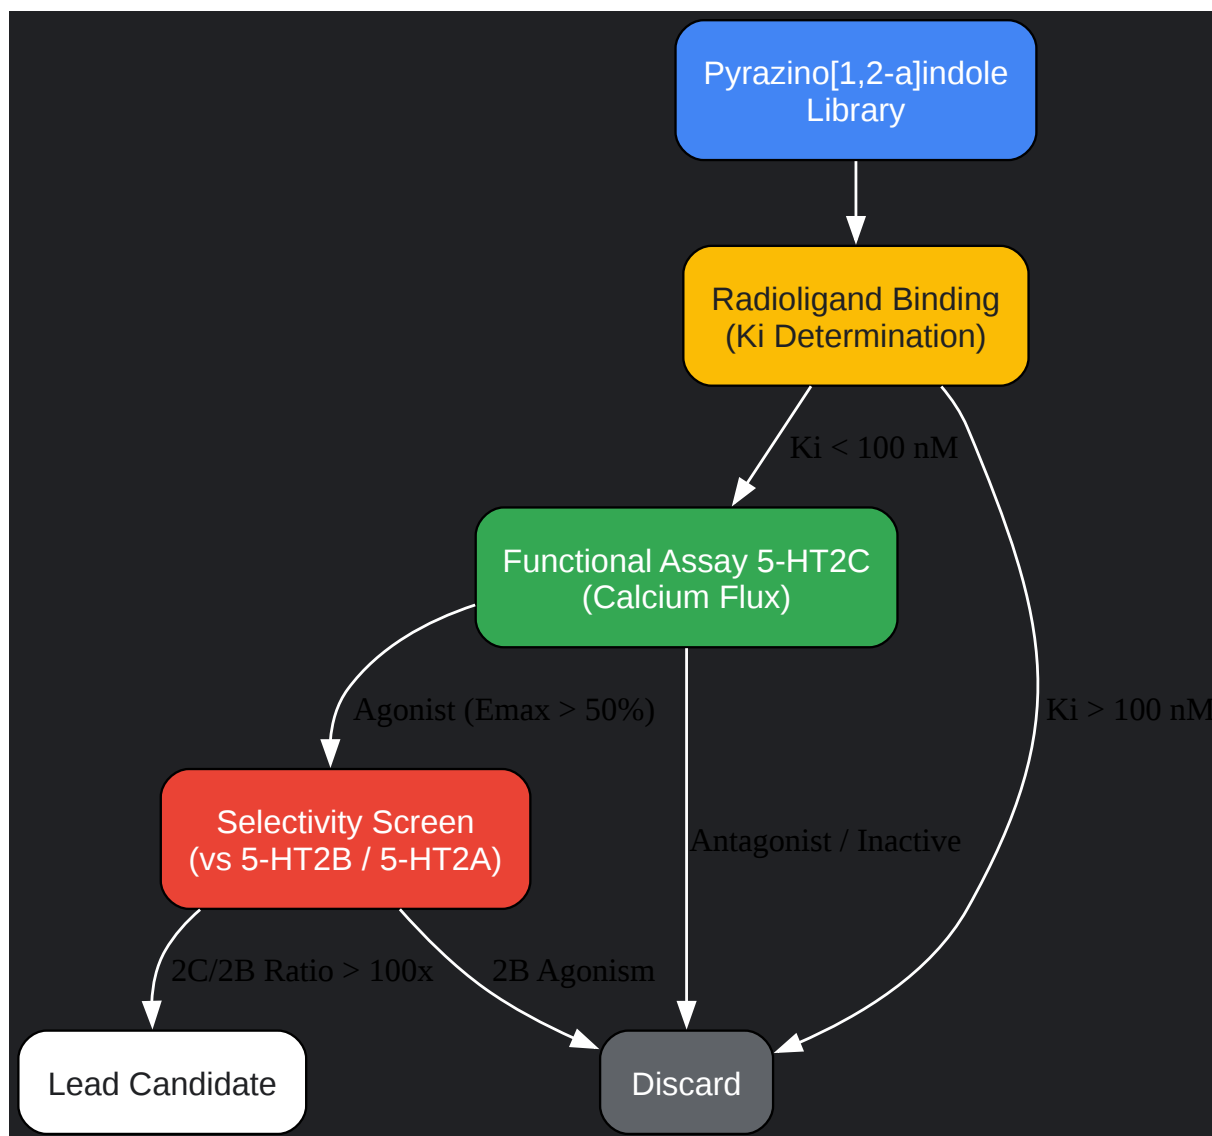 Pyrazino[1,2-a]indole
Library
Radioligand Binding
(Ki Determination)
Ki < 100 nM
Functional Assay 5-HT2C
(Calcium Flux)
Agonist (Emax > 50%)
Ki > 100 nM
Selectivity Screen
(vs 5-HT2B / 5-HT2A)
Antagonist / Inactive
2C/2B Ratio > 100x
2B Agonism
Lead Candidate
Discard